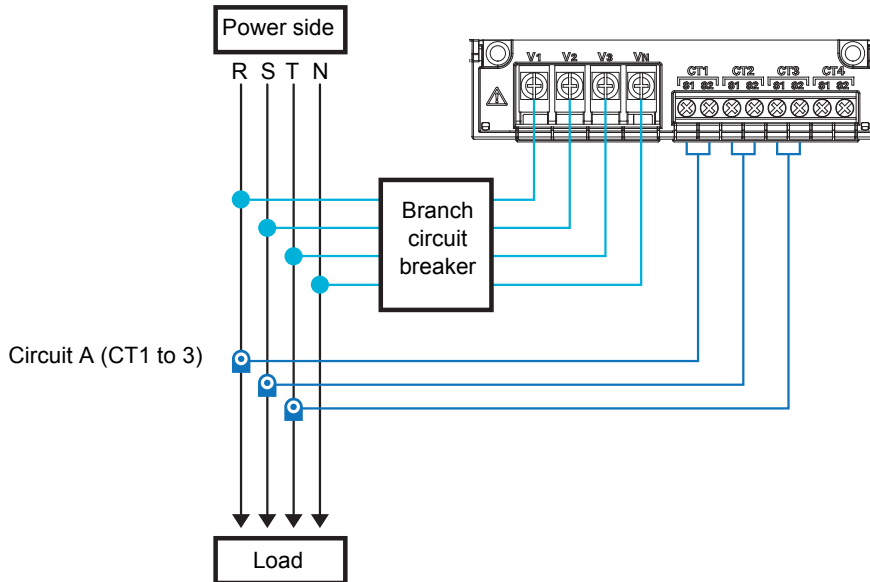 Power side
R S T N
V1 V2 V3 VN
CT1 CT2 CT3 CT4
S1 S2 S1 S2 S1 S2 S1 S2
Branch
circuit
breaker
Circuit A (CT1 to 3)
Load